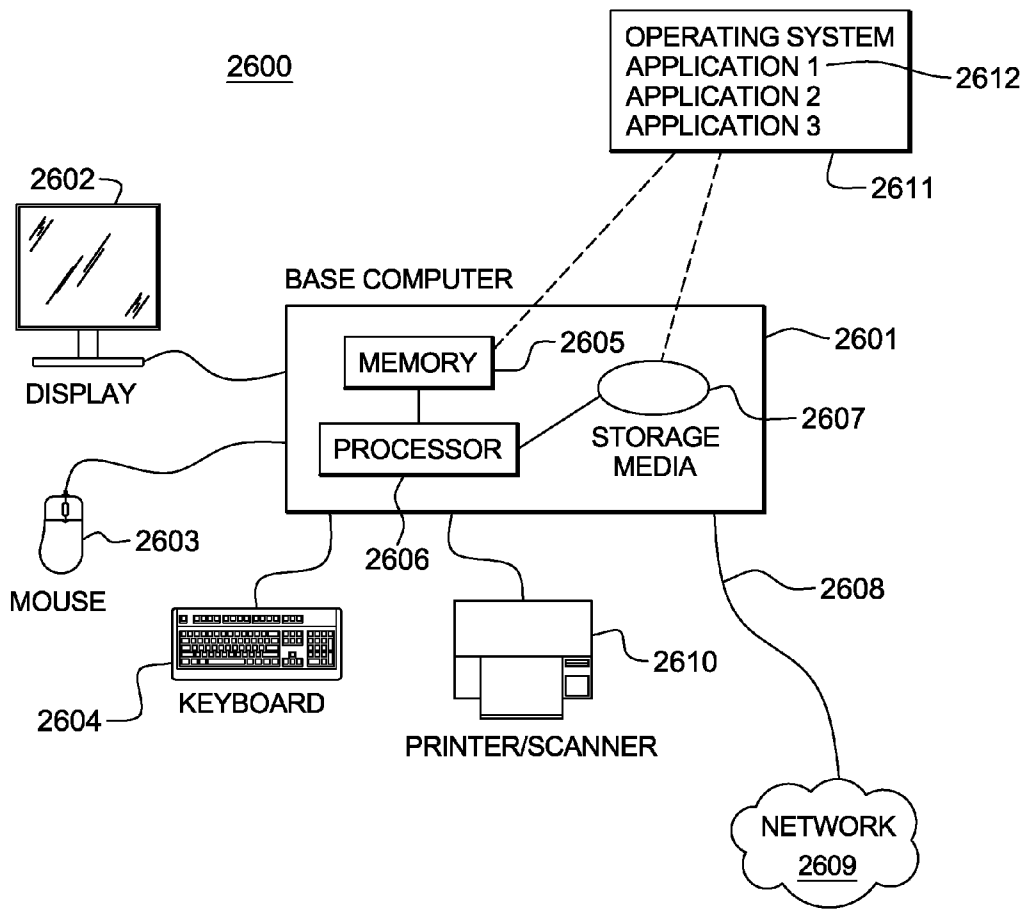 2600
OPERATING SYSTEM
APPLICATION 1
APPLICATION 2
APPLICATION 3
2612
2611
2602
DISPLAY
BASE COMPUTER
MEMORY
2605
2601
PROCESSOR
2606
STORAGE
MEDIA
2607
MOUSE
2603
2604
KEYBOARD
2610
PRINTER/SCANNER
2608
NETWORK
2609